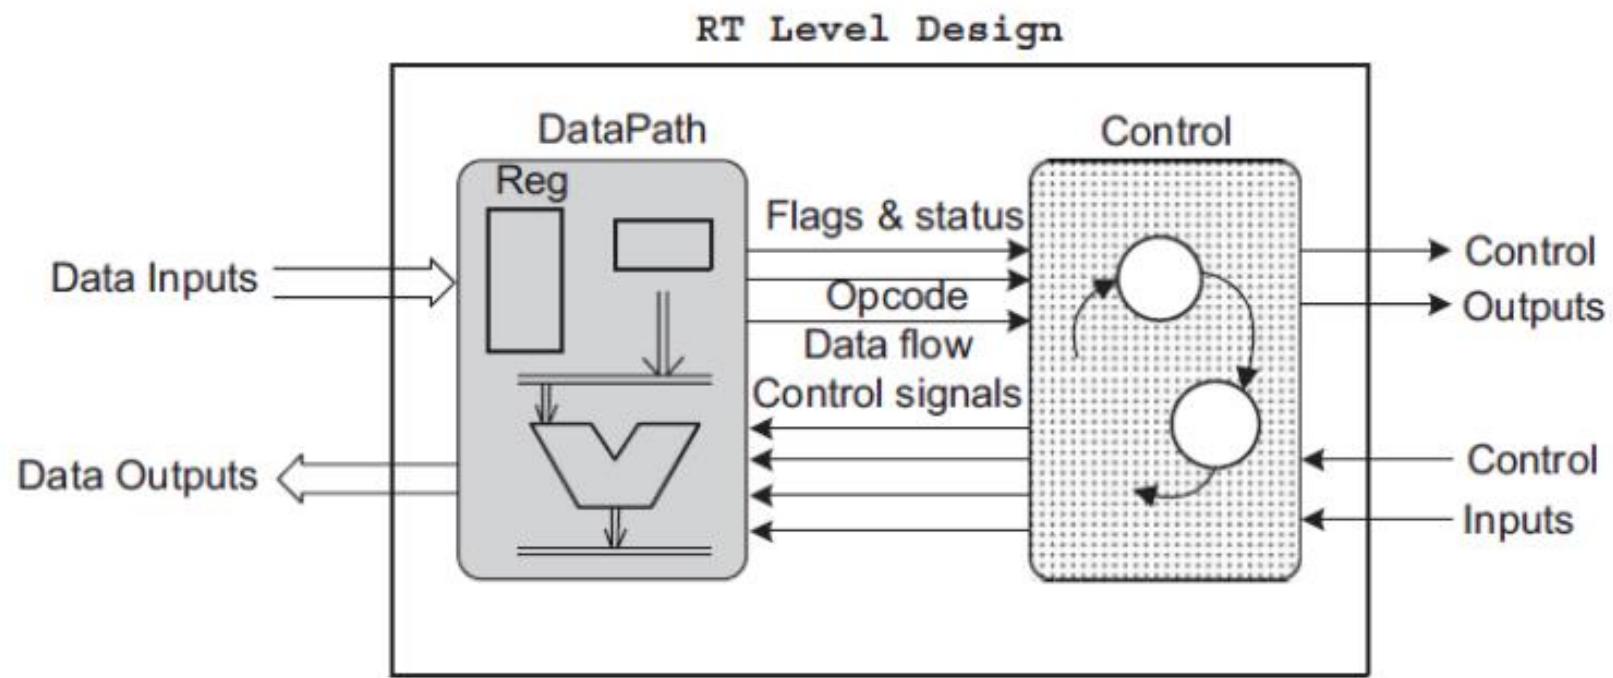 RT Level Design
DataPath
Control
Reg
Flags & status
Data Inputs
Control
Opcode
Outputs
Data flow
Control signals
Data Outputs
Control
Inputs